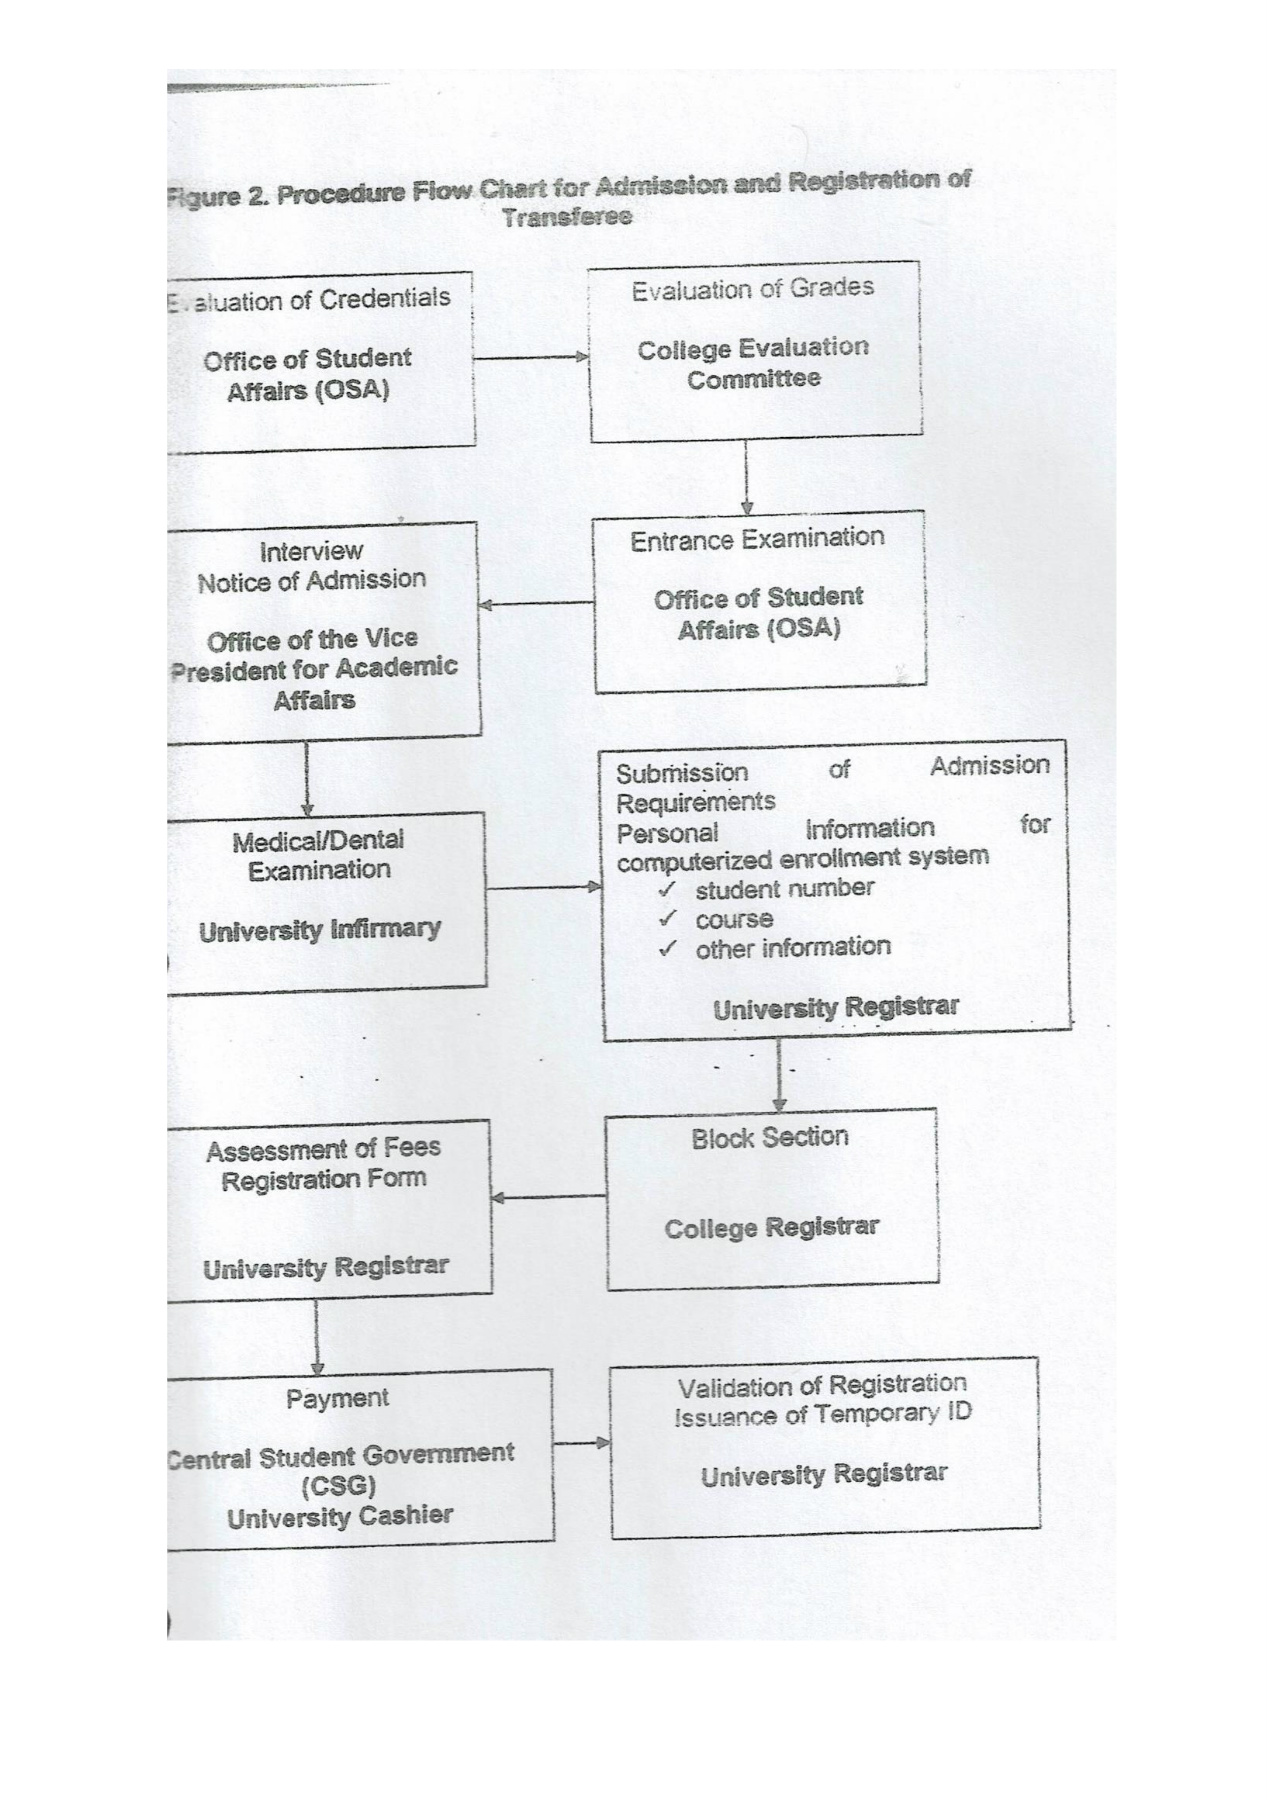 Figure 2. Procedure Flow Chart for Admission and Registration of
Transferee
Evaluation of Credentials
Office of Student
Affairs (OSA)
Evaluation of Grades
College Evaluation
Committee
Entrance Examination
Office of Student
Affairs (OSA)
Interview
Notice of Admission
Office of the Vice
President for Academic
Affairs
Medical/Dental
Examination
University Infirmary
Submission of Admission
Requirements
Personal Information for
computerized enrollment system
✓ student number
✓ course
✓ other information
University Registrar
Block Section
College Registrar
Assessment of Fees
Registration Form
University Registrar
Payment
Central Student Government
(CSG)
University Cashier
Validation of Registration
Issuance of Temporary ID
University Registrar